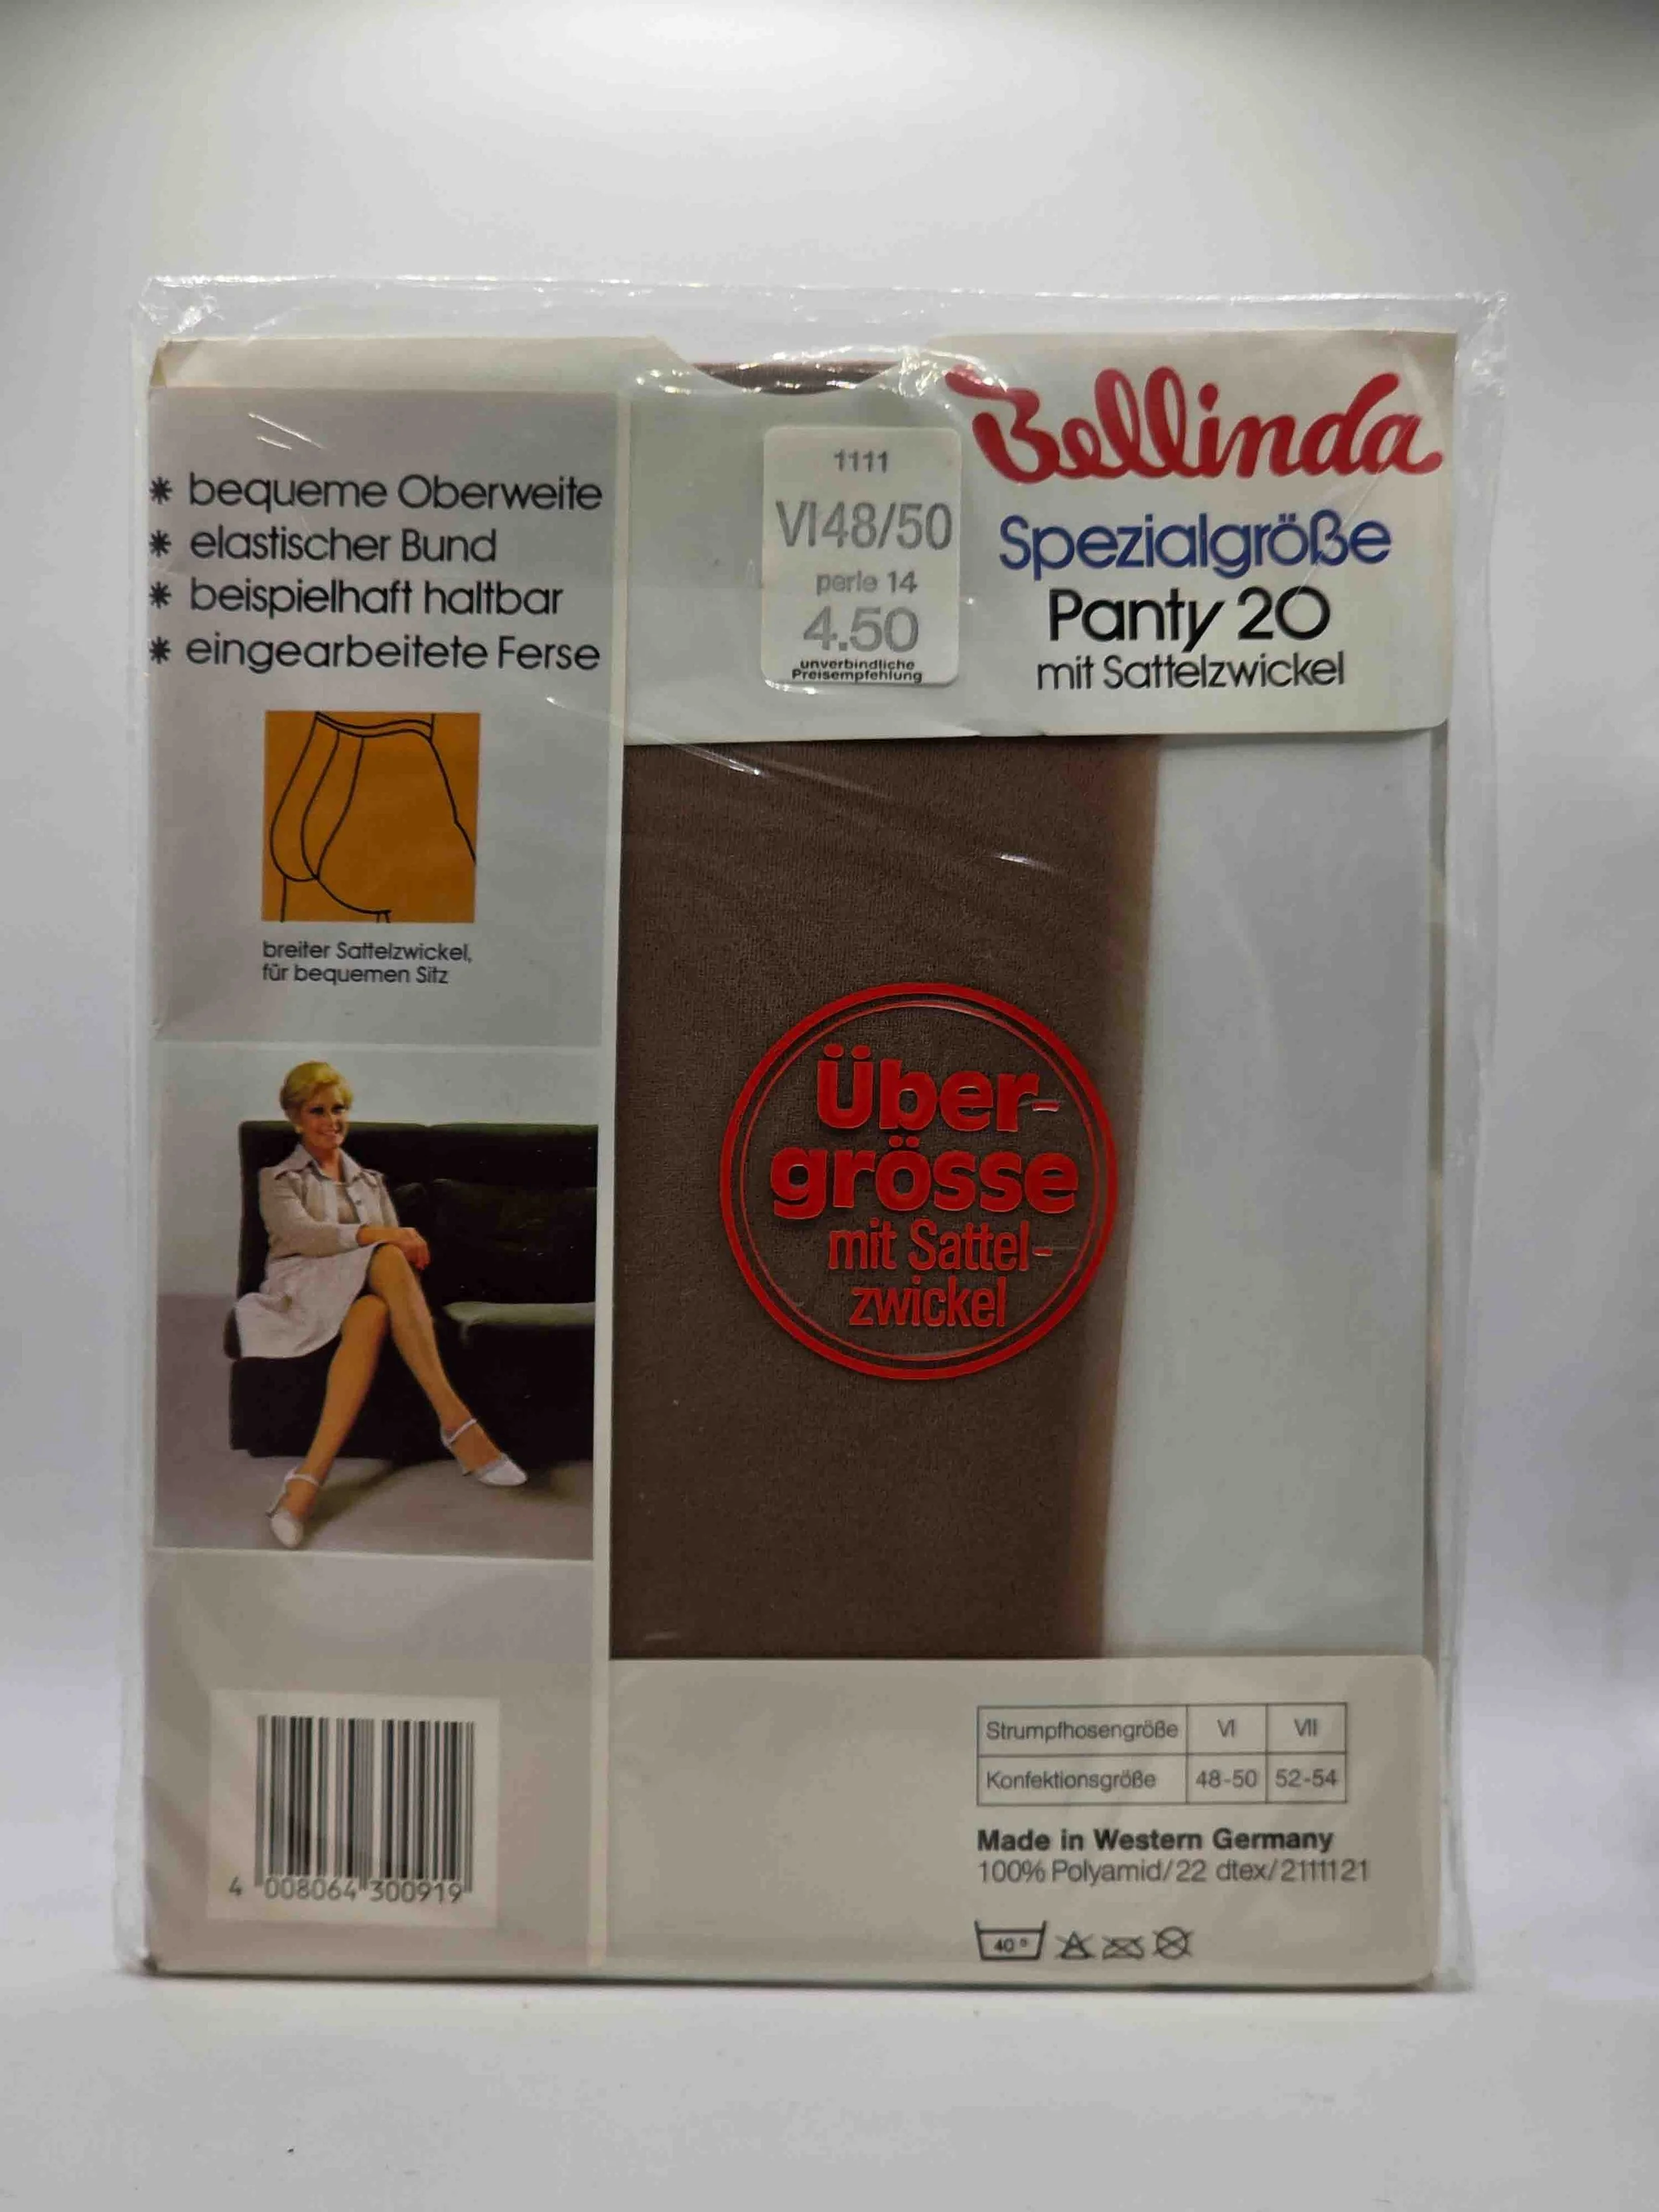 Bellinda
Spezialgröße
Panty 20
mit Sattelzwickel
1111
VI48/50
perle 14
4.50
unverbindliche
Preisempfehlung
* bequeme Oberweite
* elastischer Bund
* beispielhaft haltbar
* eingearbeitete Ferse
breiter Sattelzwickel,
für bequemen Sitz
Über-
grösse
mit Sattel-
zwickel
Strumpfhosengröße VI VII
Konfektionsgröße 48-50 52-54
Made in Western Germany
100% Polyamid/22 dtex/2111121
40°
4 008064 300919